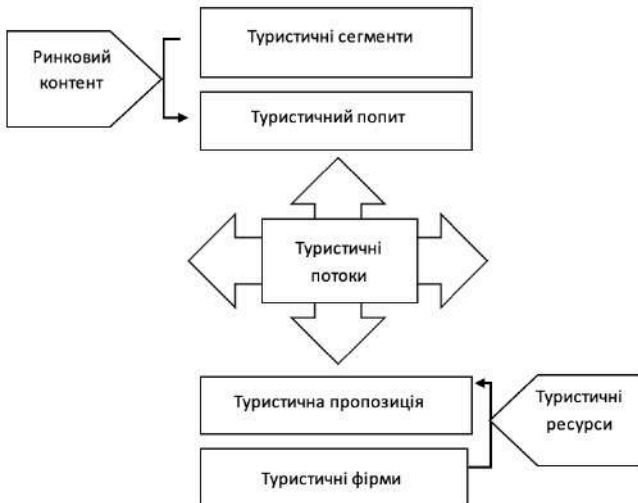 Ринковий
контент
Туристичні сегменти
Туристичний попит
Туристичні
потоки
Туристична пропозиція
Туристичні фірми
Туристичні
ресурси